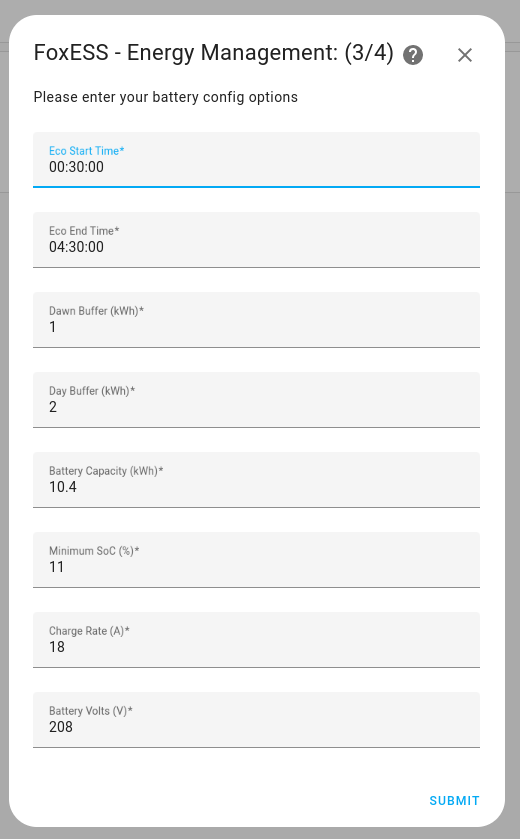 FoxESS - Energy Management: (3/4)
Please enter your battery config options
Eco Start Time*
00:30:00
Eco End Time*
04:30:00
Dawn Buffer (kWh)*
1
Day Buffer (kWh)*
2
Battery Capacity (kWh)*
10.4
Minimum SoC (%)*
11
Charge Rate (A)*
18
Battery Volts (V)*
208
SUBMIT